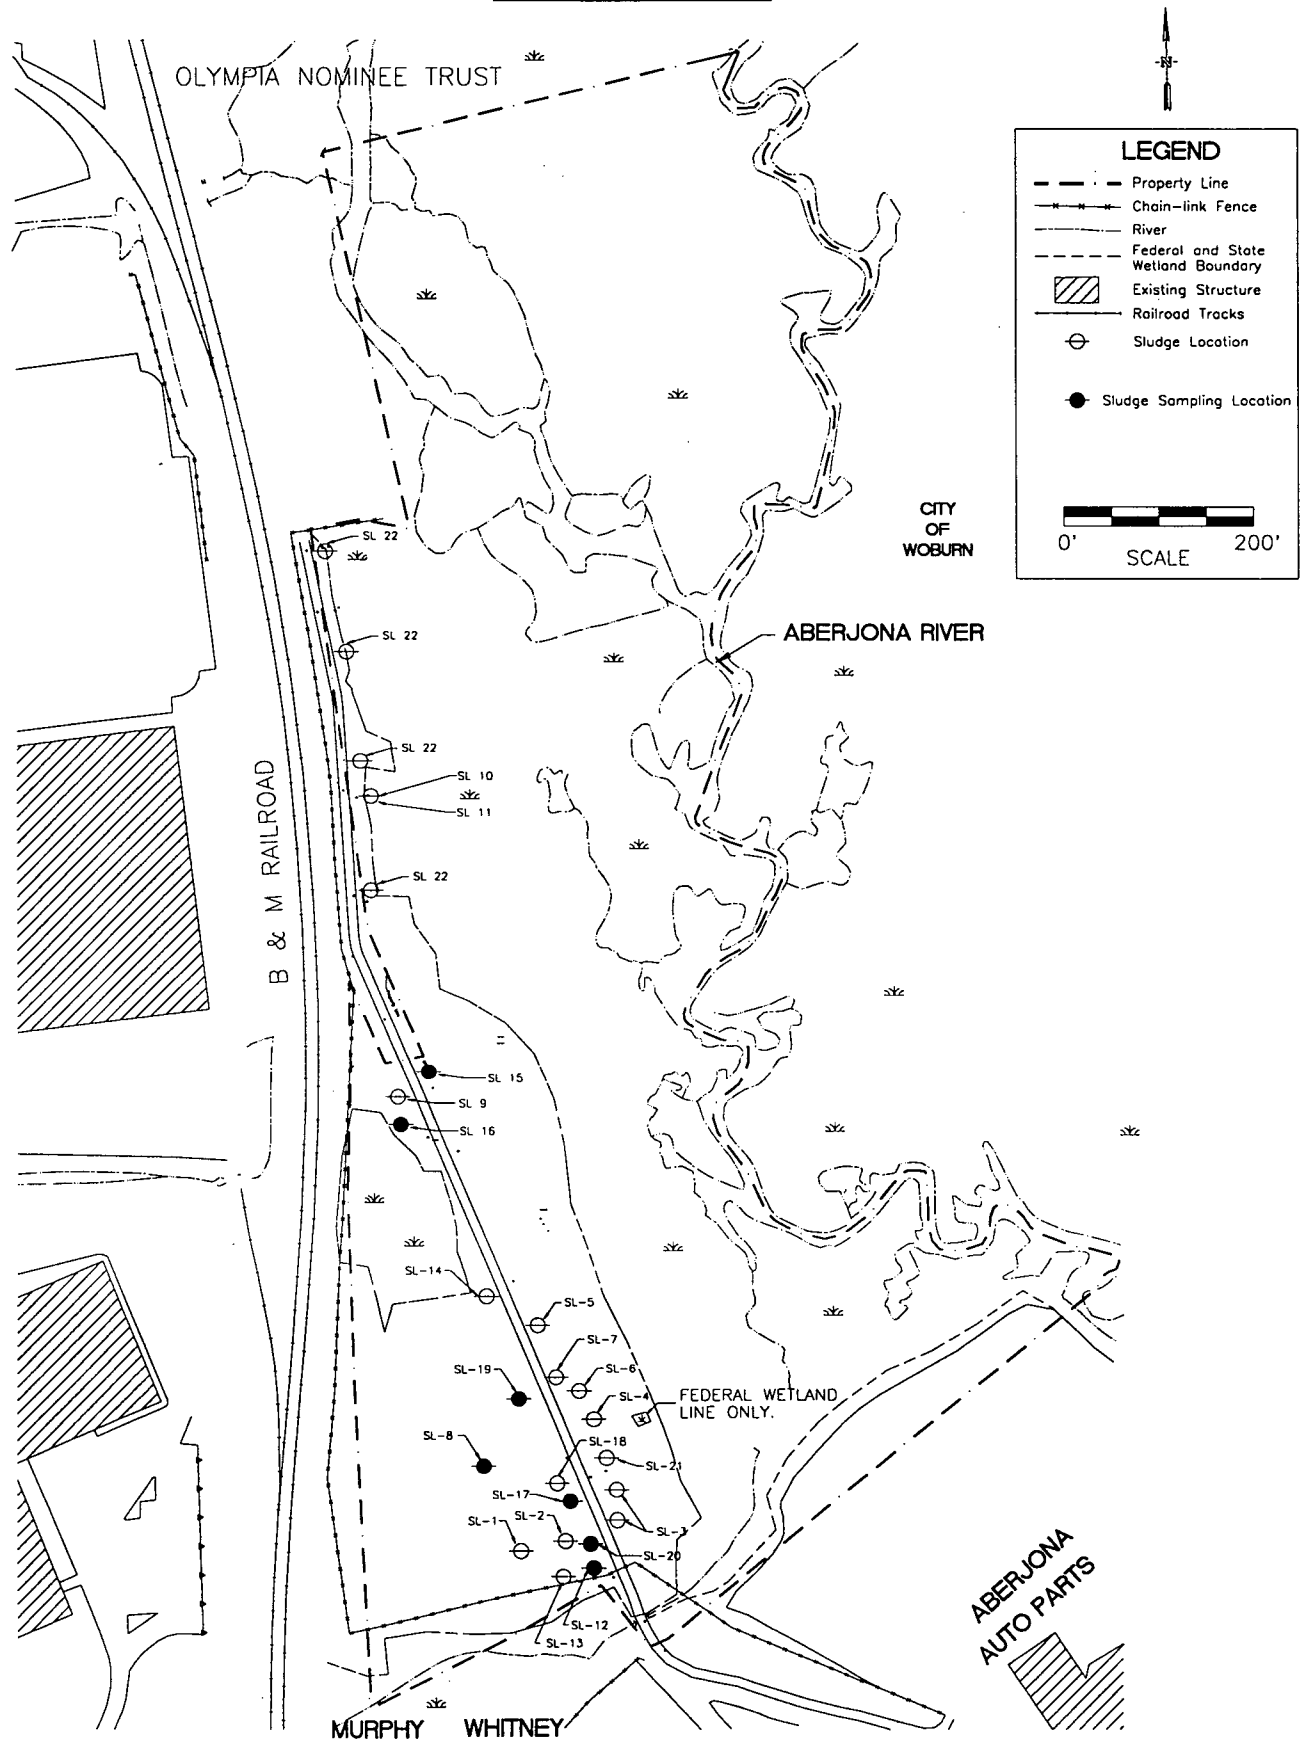 OLYMPIA NOMINEE TRUST
N
LEGEND
Property Line
Chain-link Fence
River
Federal and State
Wetland Boundary
Existing Structure
Railroad Tracks
Sludge Location
Sludge Sampling Location
0' 200'
SCALE
CITY
OF
WOBURN
SL 22
ABERJONA RIVER
SL 22
SL 22
SL 10
SL 11
B & M RAILROAD
SL 22
SL 15
SL 9
SL 16
SL-14
SL-5
SL-7
SL-6
SL-19
SL-4
FEDERAL WETLAND
LINE ONLY.
SL-8
SL-18
SL-21
SL-17
SL-2
SL-1
SL-3
SL-20
SL-12
SL-13
ABERJONA
AUTO PARTS
MURPHY WHITNEY